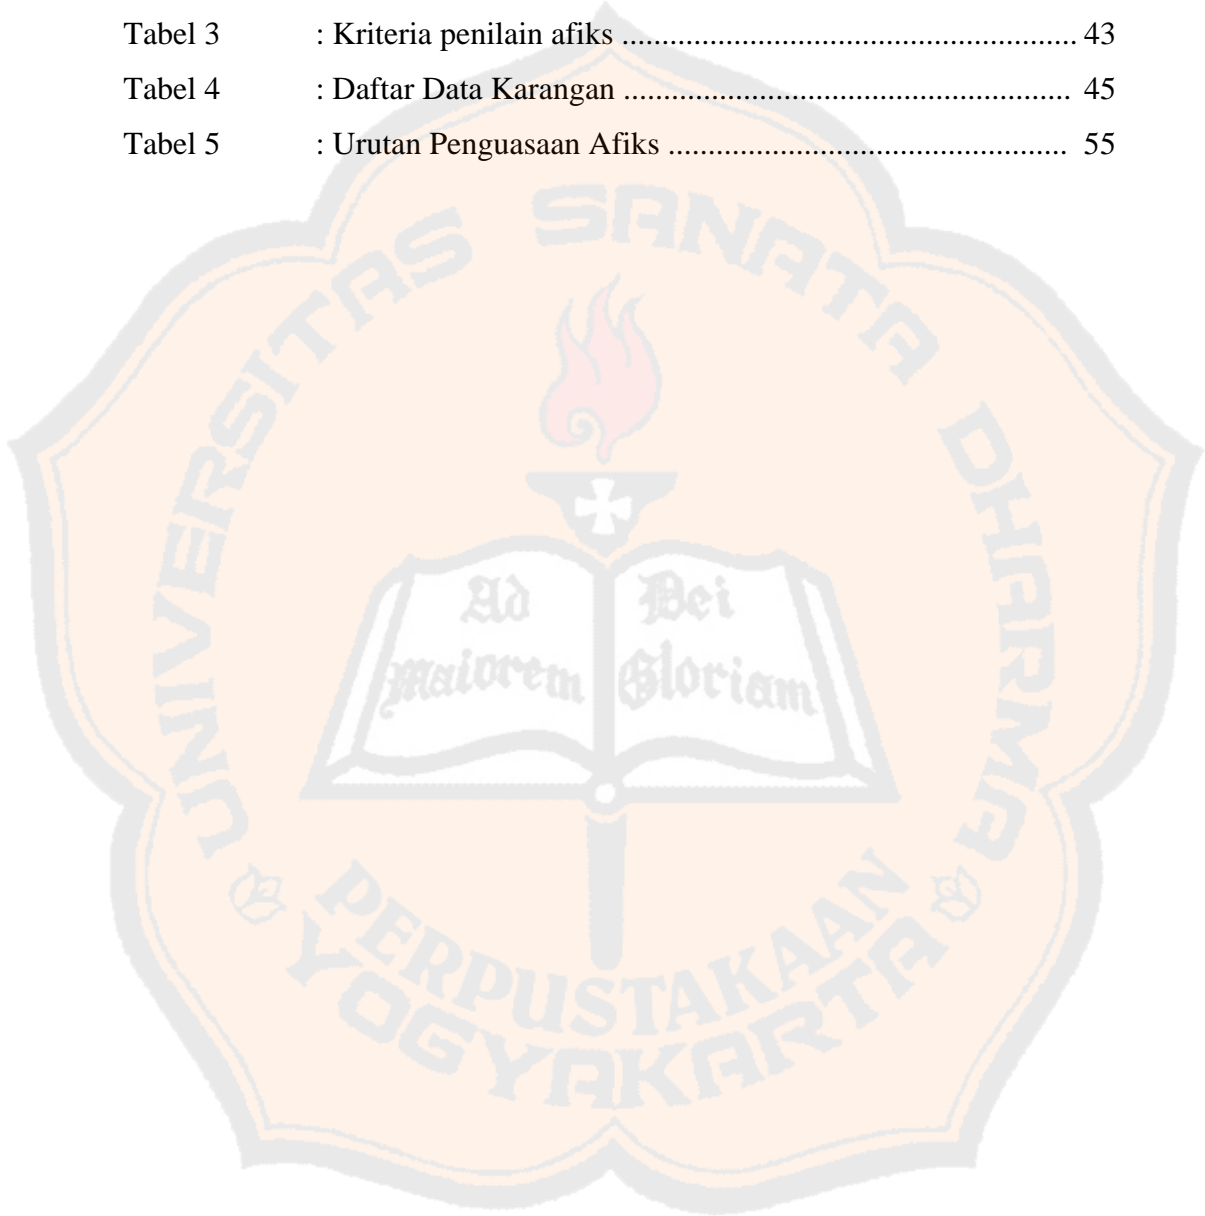 Tabel 3 : Kriteria penilain afiks ........................................................ 43
Tabel 4 : Daftar Data Karangan ....................................................... 45
Tabel 5 : Urutan Penguasaan Afiks ................................................. 55
UNIVERSITAS SANATA DHARMA
Ad Dei
maiorem Gloriam
PERPUSTAKAAN
YOGYAKARTA